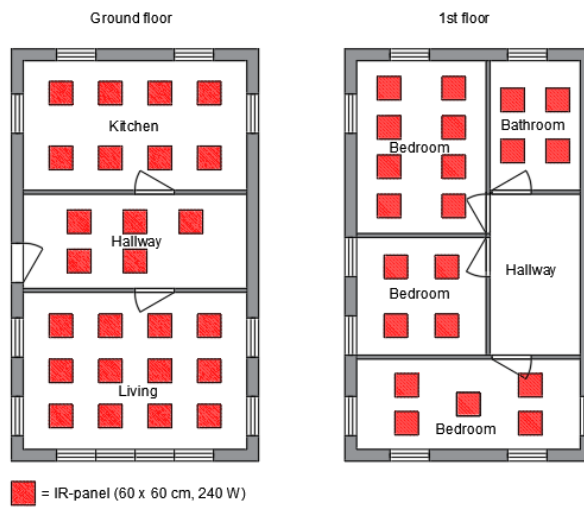 Ground floor
1st floor
Kitchen
Hallway
Living
Bedroom
Bathroom
Bedroom
Hallway
Bedroom
= IR-panel (60 x 60 cm, 240 W)